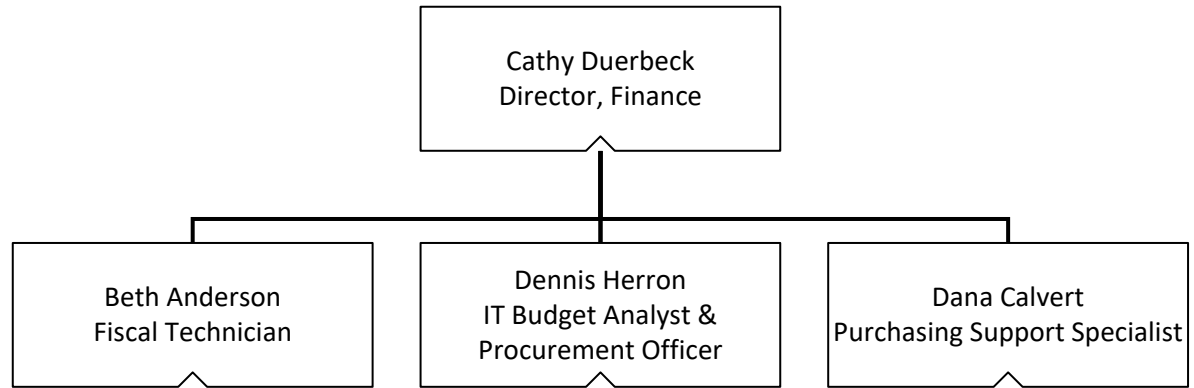 Cathy Duerbeck
Director, Finance
Beth Anderson
Fiscal Technician
Dennis Herron
IT Budget Analyst &
Procurement Officer
Dana Calvert
Purchasing Support Specialist